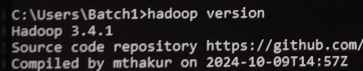 C:\Users\Batch1>hadoop version
Hadoop 3.4.1
Source code repository https://github.com/
Compiled by mthakur on 2024-10-09T14:57Z